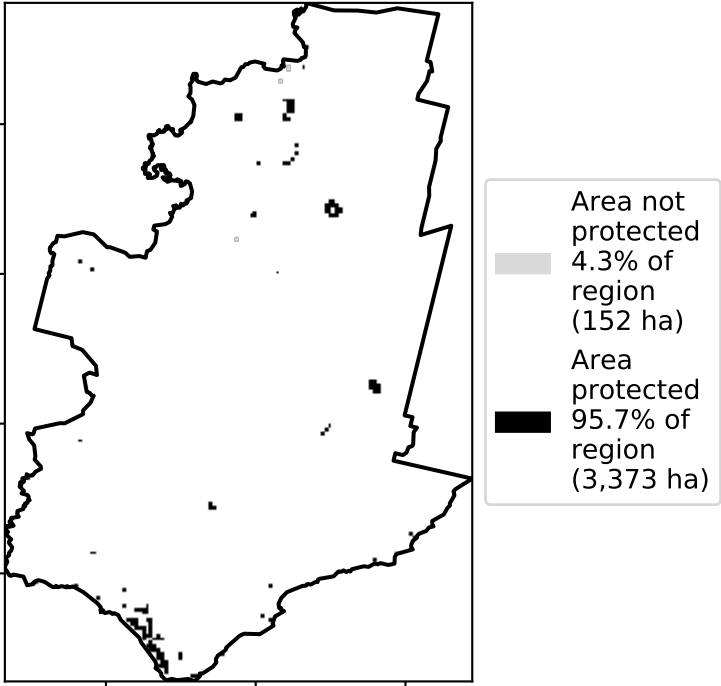 Area not
protected
4.3% of
region
(152 ha)
Area
protected
95.7% of
region
(3,373 ha)